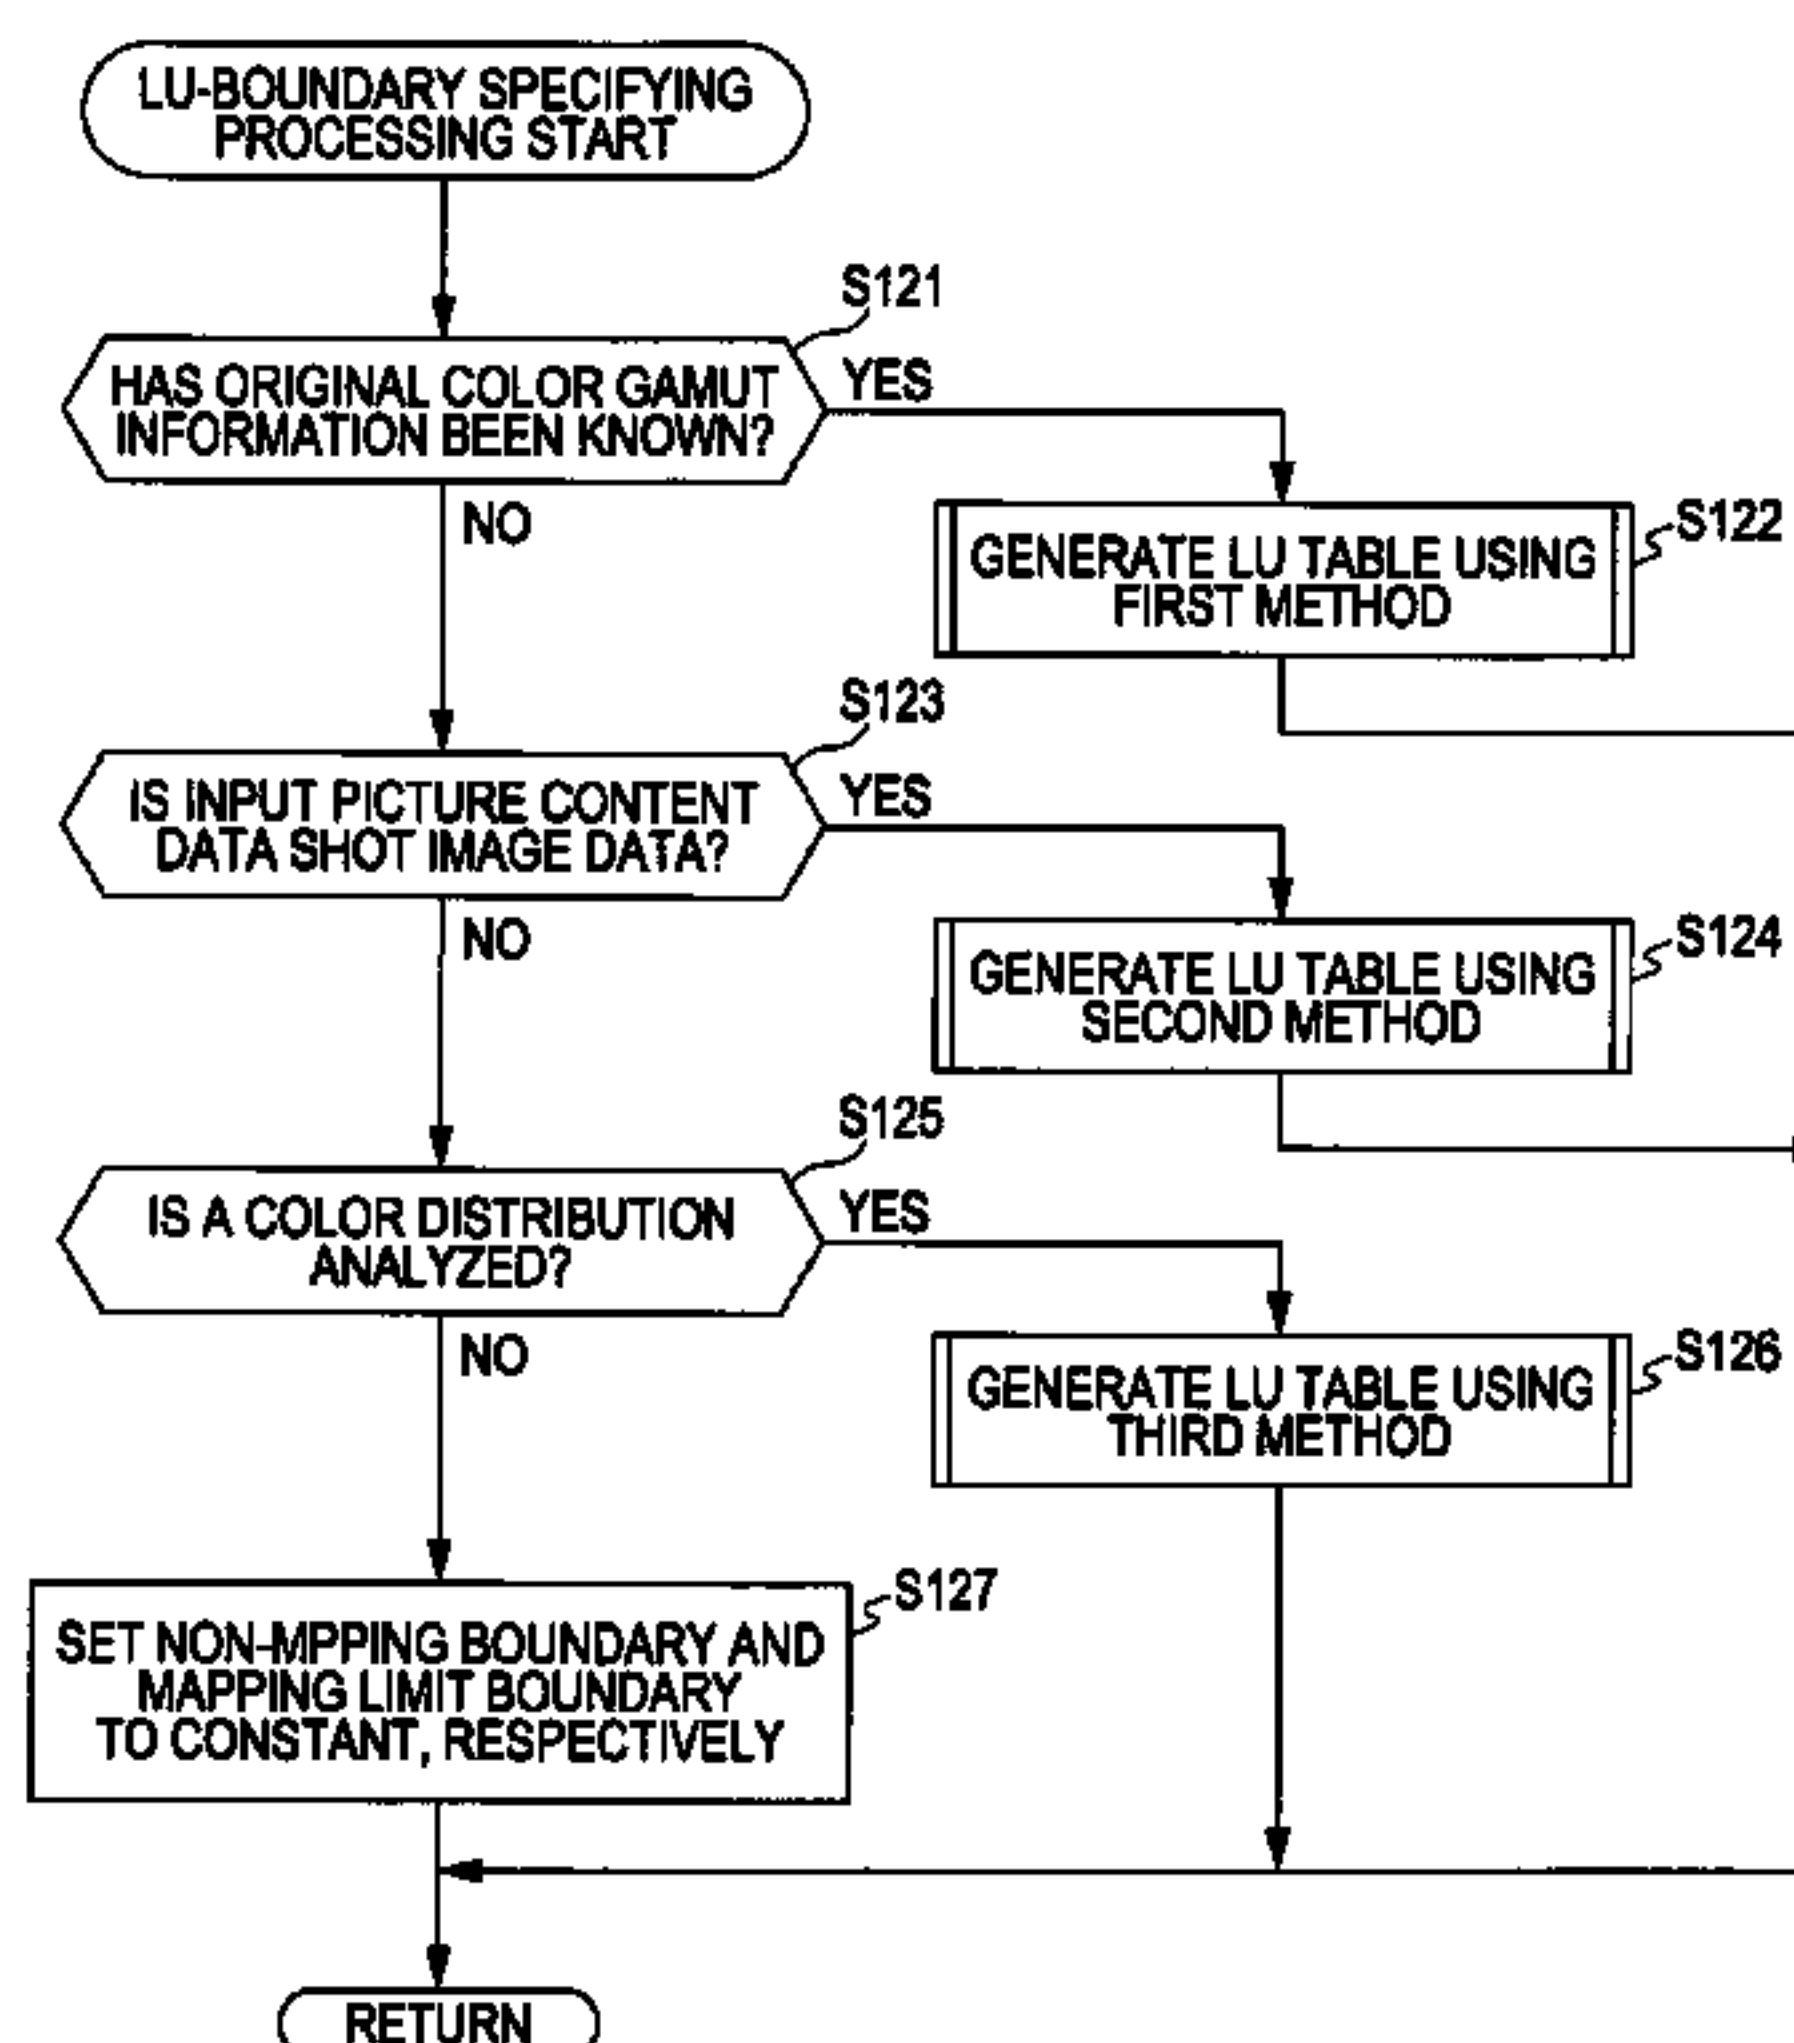 LU-BOUNDARY SPECIFYING
PROCESSING START
S121
HAS ORIGINAL COLOR GAMUT
INFORMATION BEEN KNOWN?
YES
NO
S122
GENERATE LU TABLE USING
FIRST METHOD
S123
IS INPUT PICTURE CONTENT
DATA SHOT IMAGE DATA?
YES
NO
S124
GENERATE LU TABLE USING
SECOND METHOD
S125
IS A COLOR DISTRIBUTION
ANALYZED?
YES
NO
S126
GENERATE LU TABLE USING
THIRD METHOD
S127
SET NON-MPPING BOUNDARY AND
MAPPING LIMIT BOUNDARY
TO CONSTANT, RESPECTIVELY
RETURN